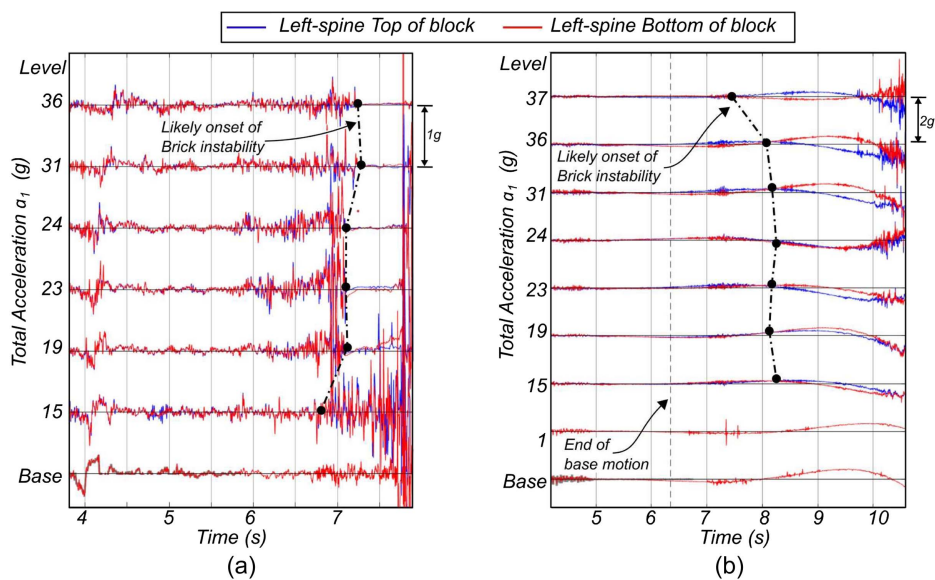 Left-spine Top of block Left-spine Bottom of block
Level
36
31
24
23
19
15
Base
Total Acceleration a1 (g)
Likely onset of
Brick instability
1g
4 5 6 7
Time (s)
(a)
Level
37
36
31
24
23
19
15
1
Base
Total Acceleration a1 (g)
Likely onset of
Brick instability
2g
End of
base motion
5 6 7 8 9 10
Time (s)
(b)